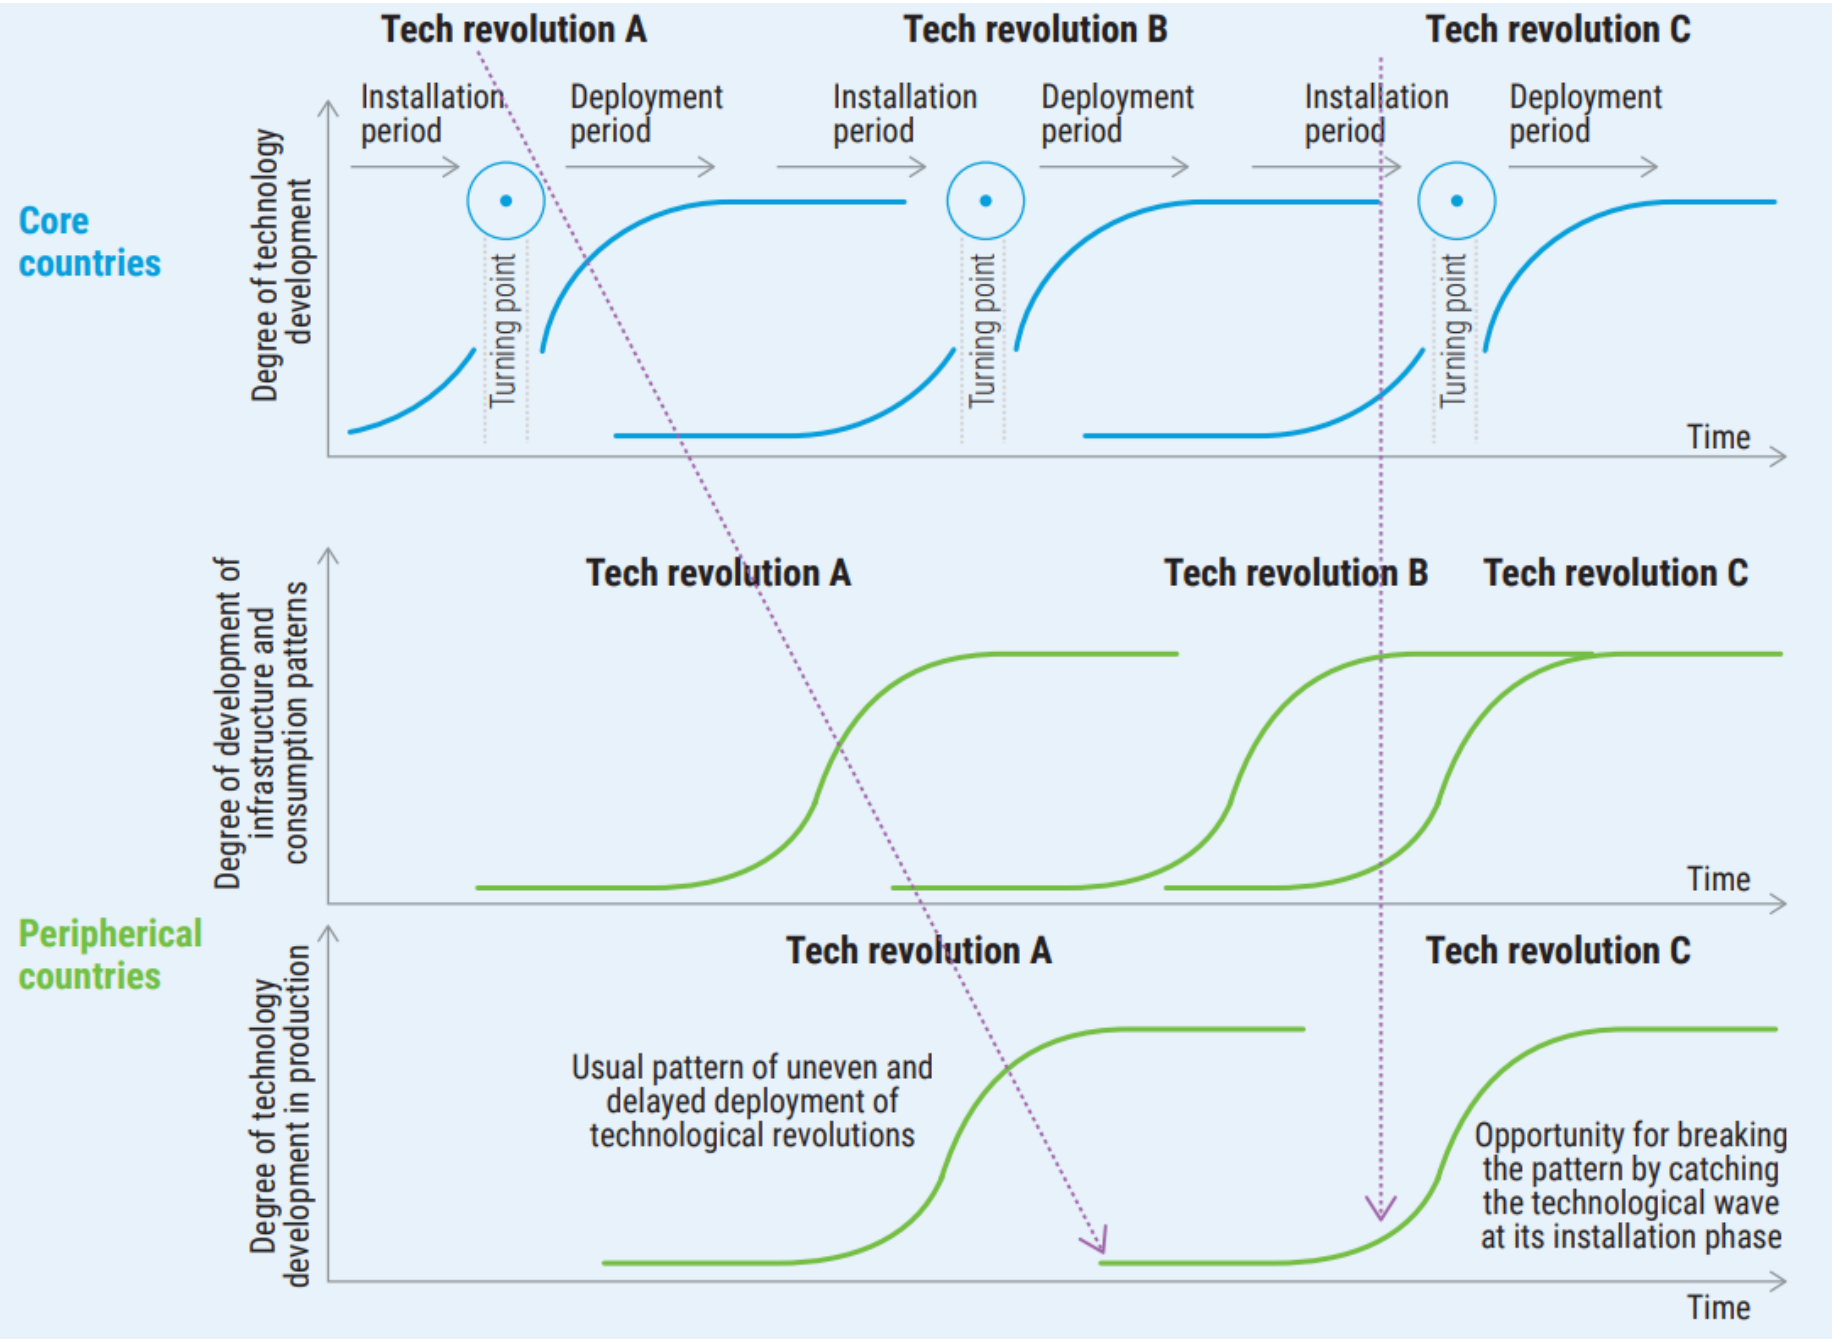 Tech revolution A
Tech revolution B
Tech revolution C
Installation
period
Deployment
period
Installation
period
Deployment
period
Installation
period
Deployment
period
Core
countries
Degree of technology
development
Turning point
Turning point
Turning point
Time
Tech revolution A
Tech revolution B
Tech revolution C
Degree of development of
infrastructure and
consumption patterns
Time
Peripherical
countries
Tech revolution A
Tech revolution C
Degree of technology
development in production
Usual pattern of uneven and
delayed deployment of
technological revolutions
Opportunity for breaking
the pattern by catching
the technological wave
at its installation phase
Time